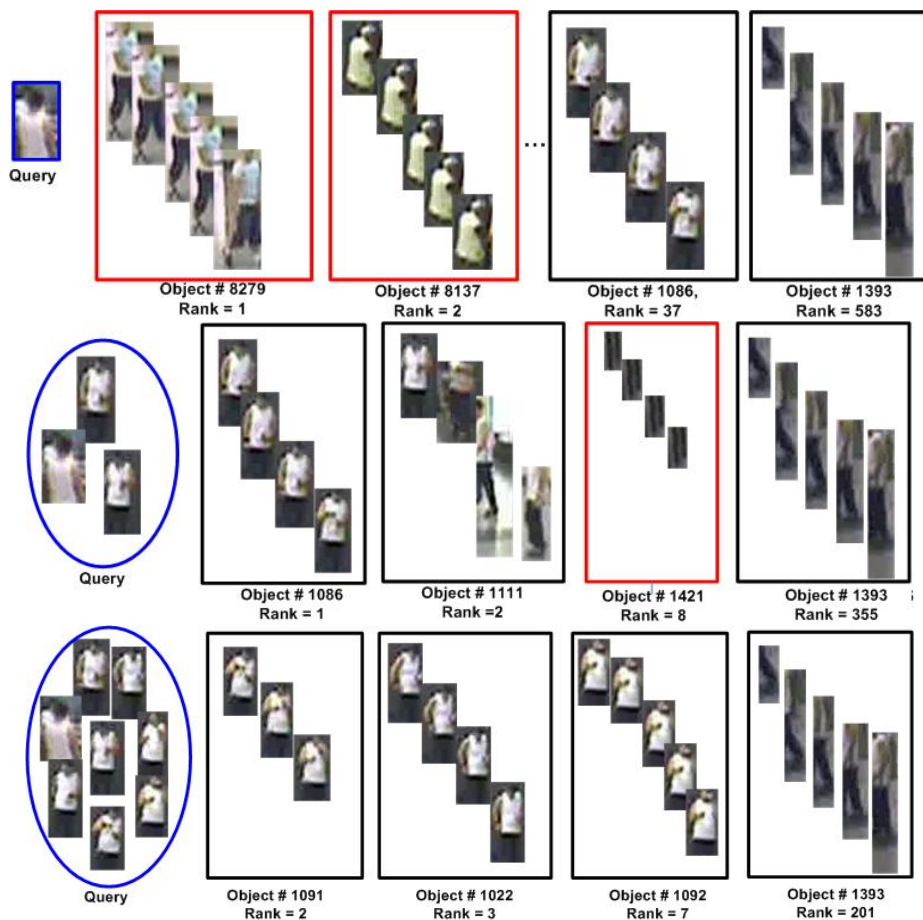 Query
...
Object # 8279
Rank = 1
Object # 8137
Rank = 2
Object # 1086,
Rank = 37
Object # 1393
Rank = 583
Query
Object # 1086
Rank = 1
Object # 1111
Rank =2
Object # 1421
Rank = 8
Object # 1393
Rank = 355
Query
Object # 1091
Rank = 2
Object # 1022
Rank = 3
Object # 1092
Rank = 7
Object # 1393
Rank = 201